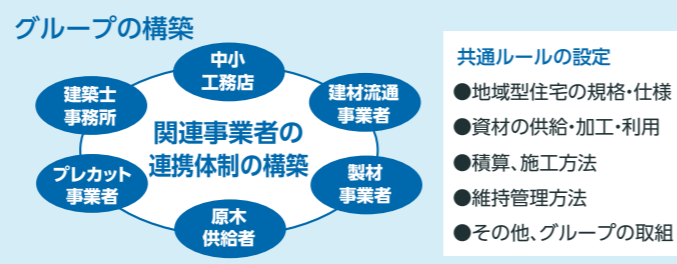 グループの構築
中小
工務店
建築士
事務所
建材流通
事業者
関連事業者の
連携体制の構築
プレカット
事業者
製材
事業者
原木
供給者
共通ルールの設定
●地域型住宅の規格・仕様
●資材の供給・加工・利用
●積算、施工方法
●維持管理方法
●その他、グループの取組